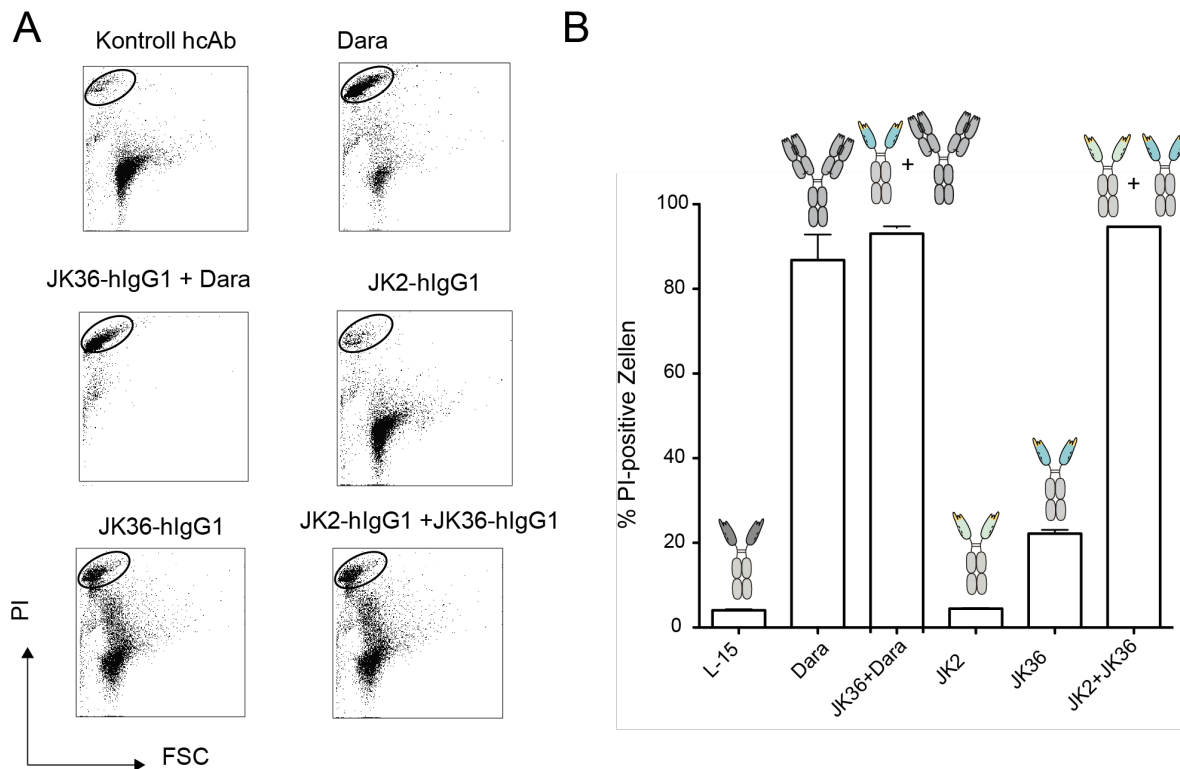 A
Kontroll hcAb
Dara
JK36-hIgG1 + Dara
JK2-hIgG1
JK36-hIgG1
JK2-hIgG1 +JK36-hIgG1
PI
FSC
B
% PI-positive Zellen
100
80
60
40
20
0
+
+
L-15
Dara
JK36+Dara
JK2
JK36
JK2+JK36